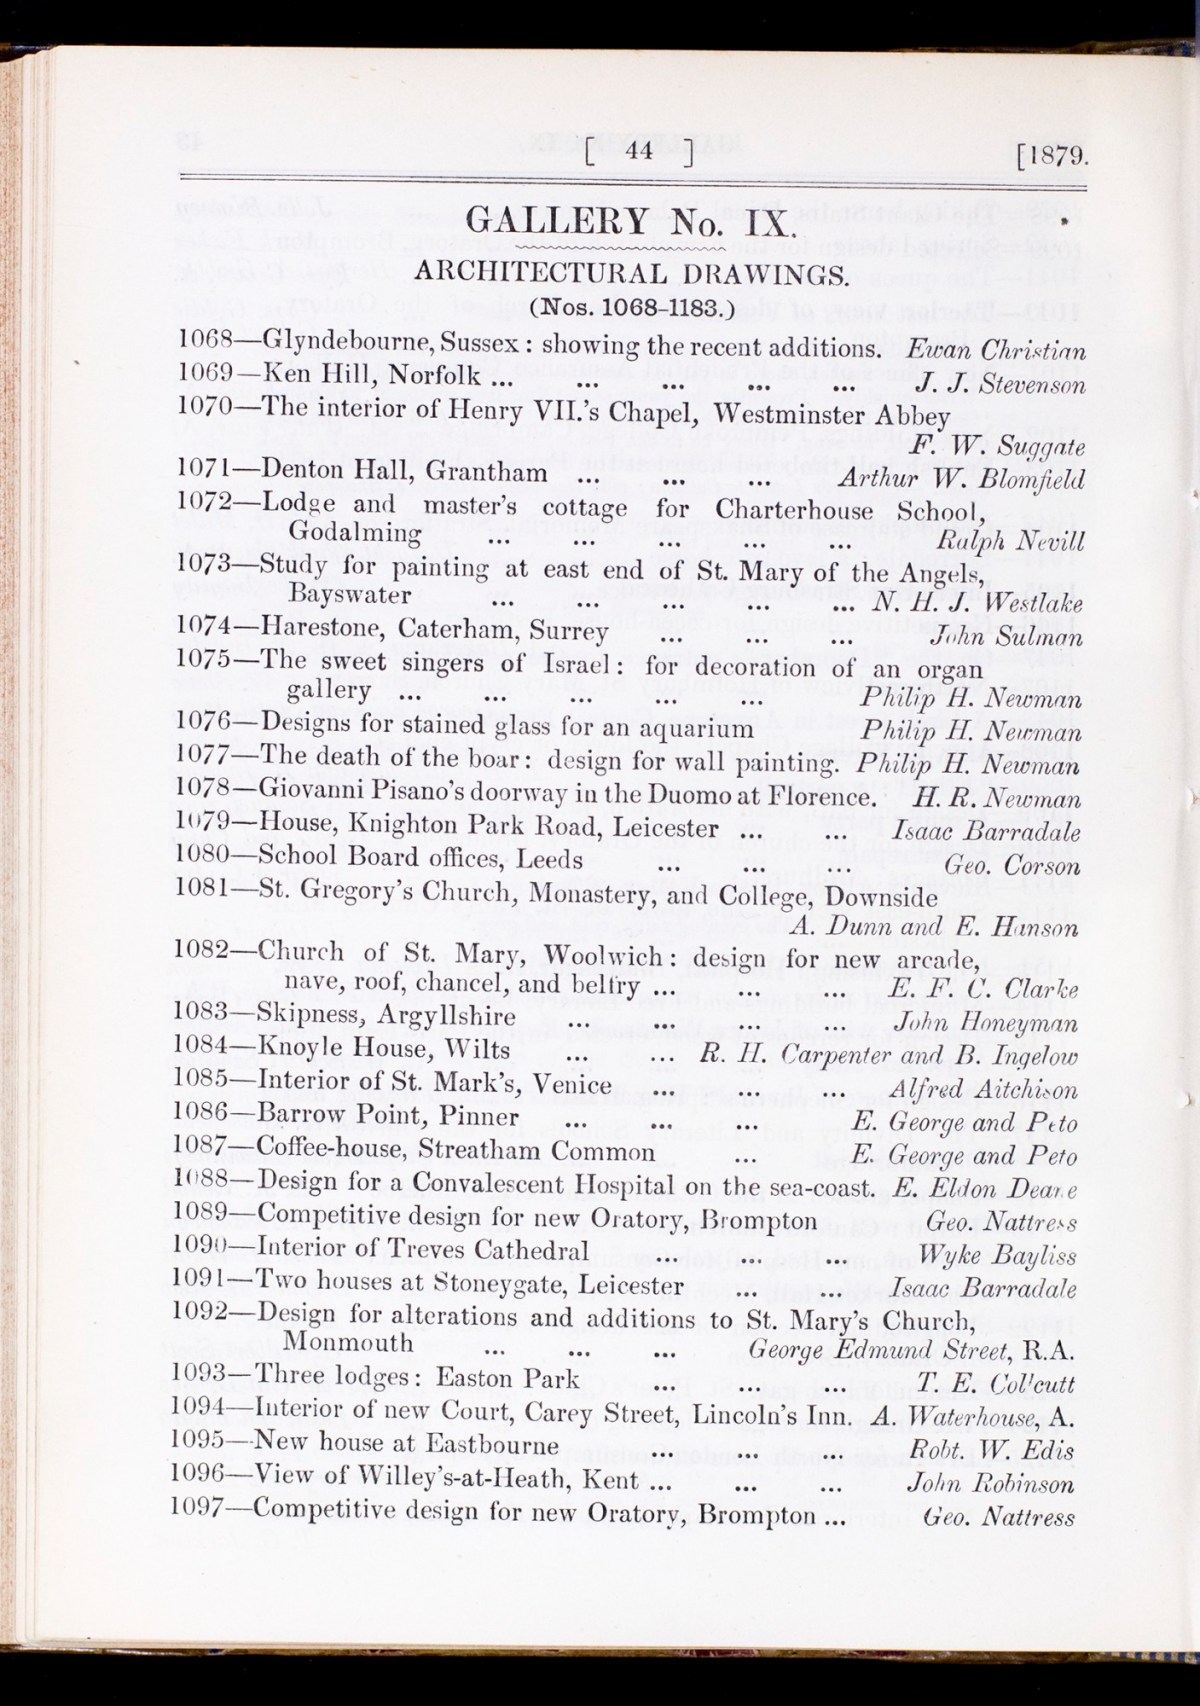 [ 44 ] [1879.
GALLERY No. IX.
ARCHITECTURAL DRAWINGS.
(Nos. 1068-1183.)
1068—Glyndebourne, Sussex : showing the recent additions. Ewan Christian
1069—Ken Hill, Norfolk ... ... ... ... ... J. J. Stevenson
1070—The interior of Henry VII.'s Chapel, Westminster Abbey
F. W. Suggate
1071—Denton Hall, Grantham ... ... ... Arthur W. Blomfield
1072—Lodge and master's cottage for Charterhouse School,
Godalming ... ... ... ... ... Ralph Nevill
1073—Study for painting at east end of St. Mary of the Angels,
Bayswater ... ... ... ... ... N. H. J. Westlake
1074—Harestone, Caterham, Surrey ... ... ... John Sulman
1075—The sweet singers of Israel : for decoration of an organ
gallery ... ... ... ... ... Philip H. Newman
1076—Designs for stained glass for an aquarium Philip H. Newman
1077—The death of the boar : design for wall painting. Philip H. Newman
1078—Giovanni Pisano's doorway in the Duomo at Florence. H. R. Newman
1079—House, Knighton Park Road, Leicester ... ... Isaac Barradale
1080—School Board offices, Leeds ... ... ... Geo. Corson
1081—St. Gregory's Church, Monastery, and College, Downside
A. Dunn and E. Hanson
1082—Church of St. Mary, Woolwich : design for new arcade,
nave, roof, chancel, and belfry ... ... ... E. F. C. Clarke
1083—Skipness, Argyllshire ... ... ... ... John Honeyman
1084—Knoyle House, Wilts ... ... R. H. Carpenter and B. Ingelow
1085—Interior of St. Mark's, Venice ... ... ... Alfred Aitchison
1086—Barrow Point, Pinner ... ... ... E. George and Peto
1087—Coffee-house, Streatham Common ... E. George and Peto
1088—Design for a Convalescent Hospital on the sea-coast. E. Eldon Deane
1089—Competitive design for new Oratory, Brompton Geo. Nattress
1090—Interior of Treves Cathedral ... ... ... Wyke Bayliss
1091—Two houses at Stoneygate, Leicester ... ... Isaac Barradale
1092—Design for alterations and additions to St. Mary's Church,
Monmouth ... ... ... George Edmund Street, R.A.
1093—Three lodges : Easton Park ... ... ... T. E. Collcutt
1094—Interior of new Court, Carey Street, Lincoln's Inn. A. Waterhouse, A.
1095—New house at Eastbourne ... ... ... Robt. W. Edis
1096—View of Willey's-at-Heath, Kent ... ... ... John Robinson
1097—Competitive design for new Oratory, Brompton ... Geo. Nattress